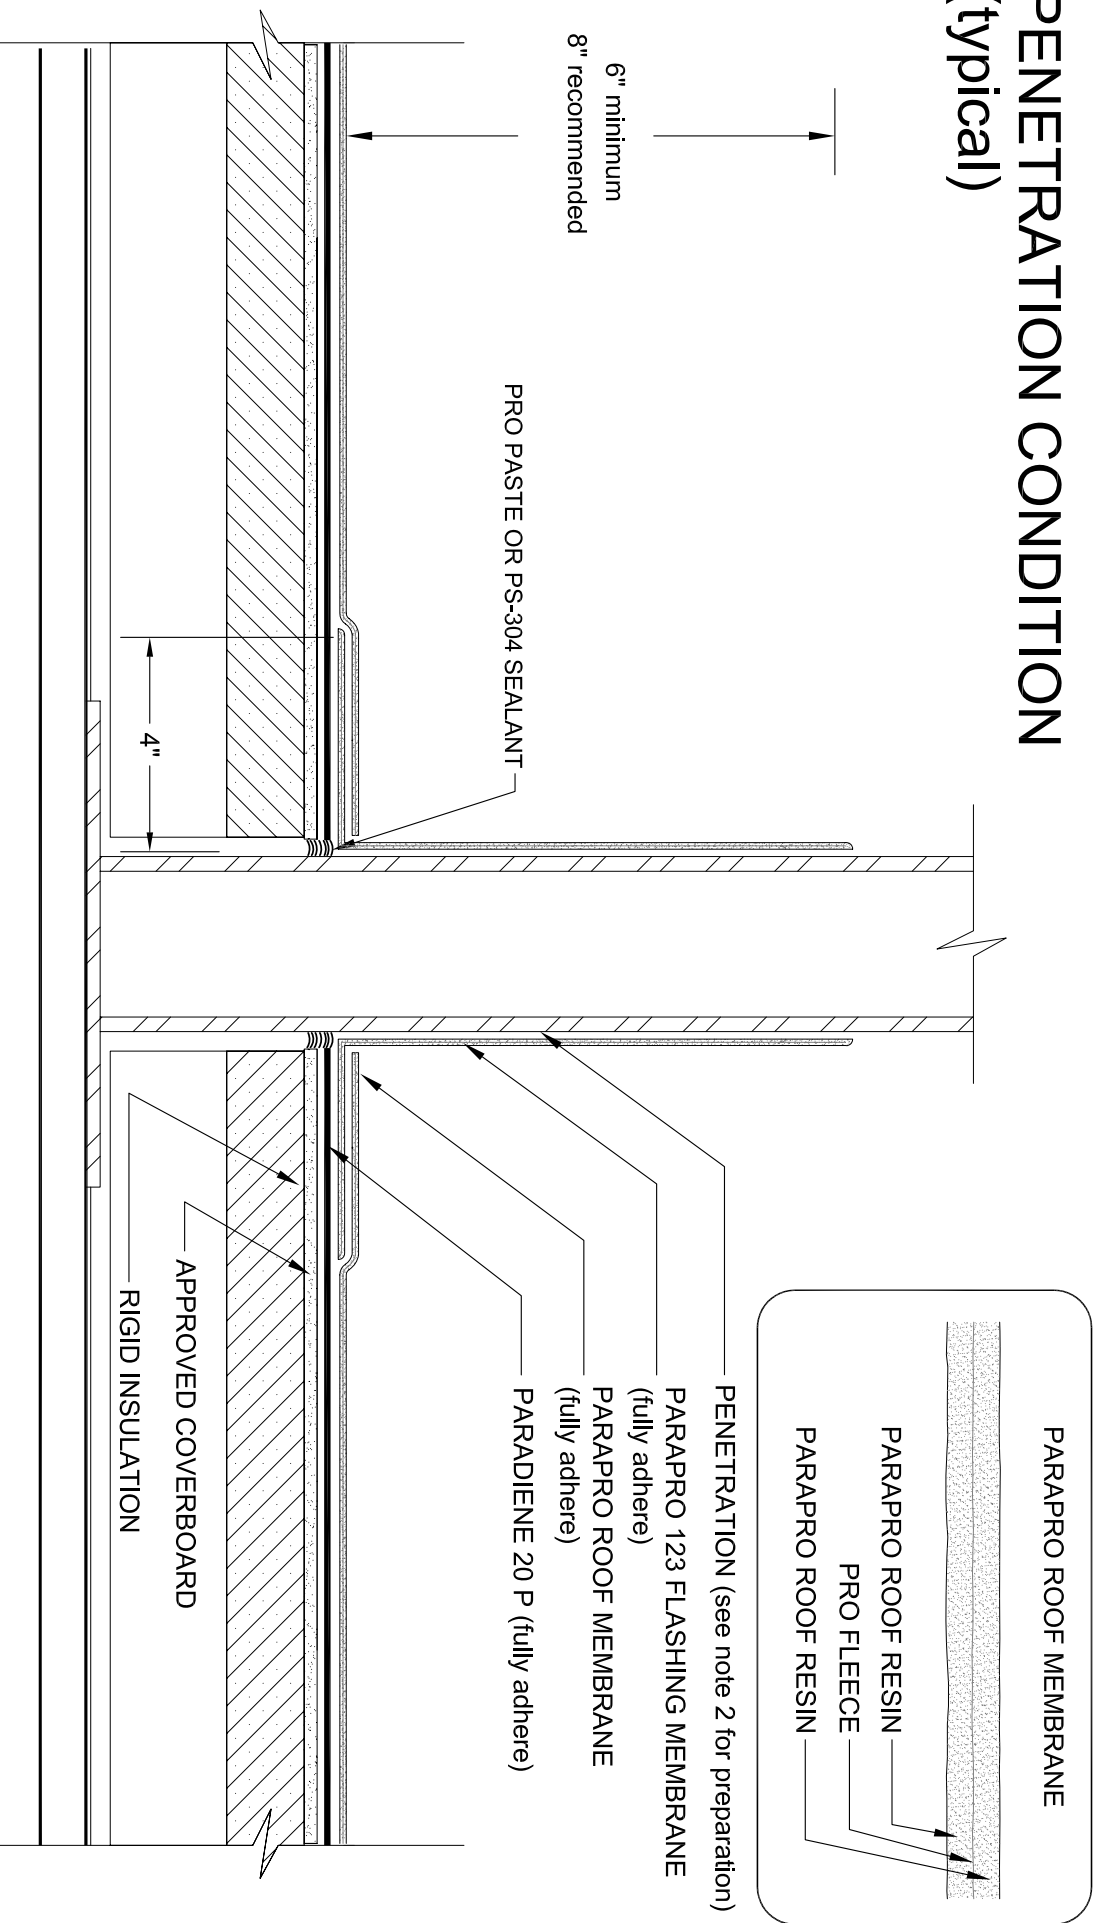 PENETRATION CONDITION
(typical)
PARAPRO ROOF MEMBRANE
PARAPRO ROOF RESIN
PRO FLEECE
PARAPRO ROOF RESIN
6" minimum
8" recommended
PRO PASTE OR PS-304 SEALANT
PENETRATION (see note 2 for preparation)
PARAPRO 123 FLASHING MEMBRANE
(fully adhere)
PARAPRO ROOF MEMBRANE
(fully adhere)
PARADIENE 20 P (fully adhere)
4"
APPROVED COVERBOARD
RIGID INSULATION